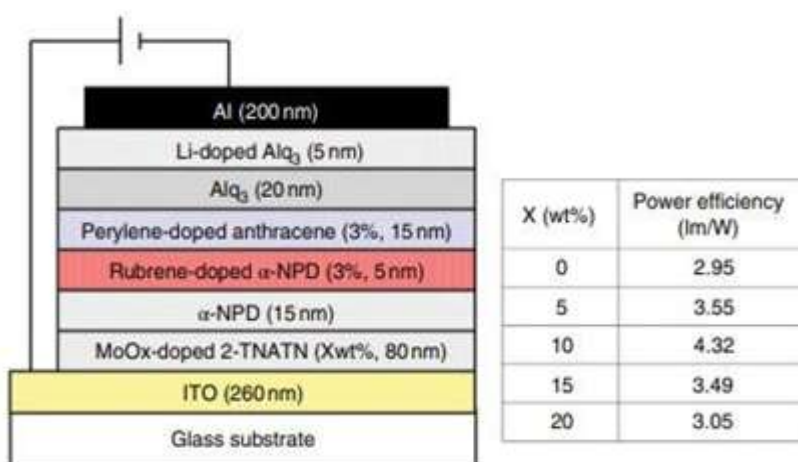 Al (200 nm)
Li-doped Alq₃ (5 nm)
Alq₃ (20 nm)
Perylene-doped anthracene (3%, 15 nm)
Rubrene-doped α-NPD (3%, 5 nm)
α-NPD (15 nm)
MoOx-doped 2-TNATN (Xwt%, 80 nm)
ITO (260 nm)
Glass substrate
X (wt%) Power efficiency
(lm/W)
0 2.95
5 3.55
10 4.32
15 3.49
20 3.05